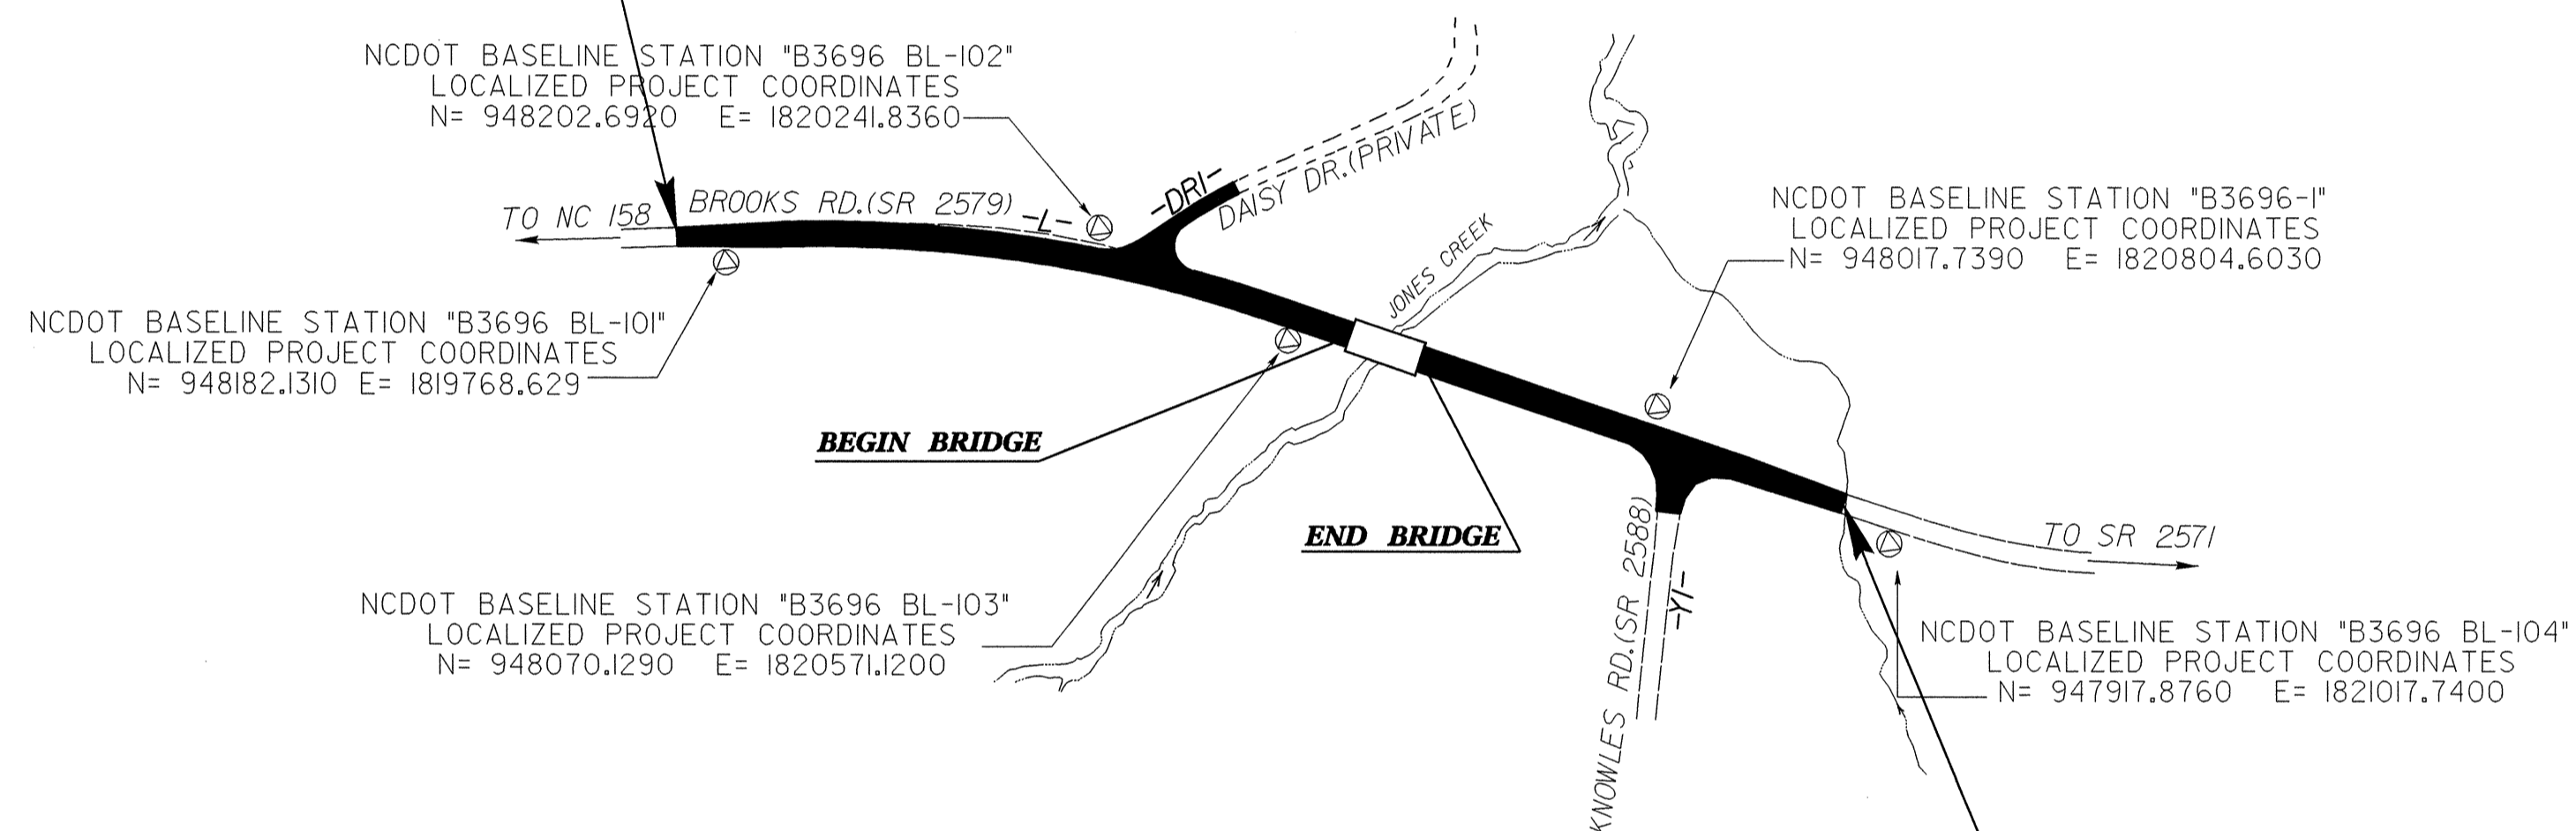 NCDOT BASELINE STATION "B3696 BL-102"
LOCALIZED PROJECT COORDINATES
N= 948202.6920 E= 1820241.8360
TO NC 158
BROOKS RD.(SR 2579)
-L-
-DR1-
DAISY DR.(PRIVATE)
JONES CREEK
NCDOT BASELINE STATION "B3696-1"
LOCALIZED PROJECT COORDINATES
N= 948017.7390 E= 1820804.6030
NCDOT BASELINE STATION "B3696 BL-101"
LOCALIZED PROJECT COORDINATES
N= 948182.1310 E= 1819768.629
BEGIN BRIDGE
END BRIDGE
TO SR 2571
NCDOT BASELINE STATION "B3696 BL-103"
LOCALIZED PROJECT COORDINATES
N= 948070.1290 E= 1820571.1200
KNOWLES RD.(SR 2588)
-Y1-
NCDOT BASELINE STATION "B3696 BL-104"
LOCALIZED PROJECT COORDINATES
N= 947917.8760 E= 1821017.7400